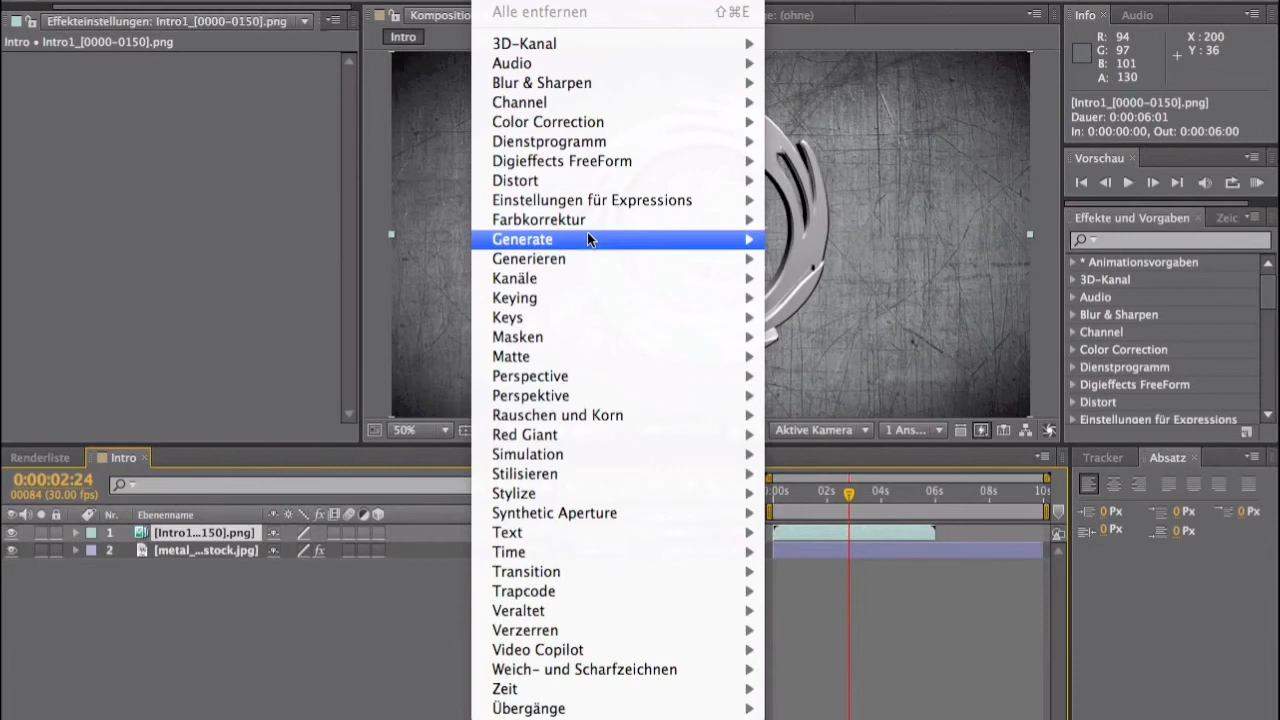 Effekteinstellungen: Intro1_[0000-0150].png
Intro • Intro1_[0000-0150].png
Komposition
(ohne)
Intro
Alle entfernen ⇧⌘E
3D-Kanal
Audio
Blur & Sharpen
Channel
Color Correction
Dienstprogramm
Digieffects FreeForm
Distort
Einstellungen für Expressions
Farbkorrektur
Generate
Generieren
Kanäle
Keying
Keys
Masken
Matte
Perspective
Perspektive
Rauschen und Korn
Red Giant
Simulation
Stilisieren
Stylize
Synthetic Aperture
Text
Time
Transition
Trapcode
Veraltet
Verzerren
Video Copilot
Weich- und Scharfzeichnen
Zeit
Übergänge
Info Audio
R: 94 X: 200
G: 97 Y: 36
B: 101
A: 130
[Intro1_[0000-0150].png]
Dauer: 0:00:06:01
In: 0:00:00:00, Out: 0:00:06:00
Vorschau
Effekte und Vorgaben Zeic
* Animationsvorgaben
3D-Kanal
Audio
Blur & Sharpen
Channel
Color Correction
Dienstprogramm
Digieffects FreeForm
Distort
Einstellungen für Expressions
50% Aktive Kamera 1 Ans...
Renderliste Intro
0:00:02:24
00084 (30.00 fps)
Nr. Ebenenname fx
1 [Intro1...150].png]
2 [metal_...stock.jpg] fx
:00s 02s 04s 06s 08s 10s
Tracker Absatz
0 Px 0 Px 0 Px
0 Px 0 Px